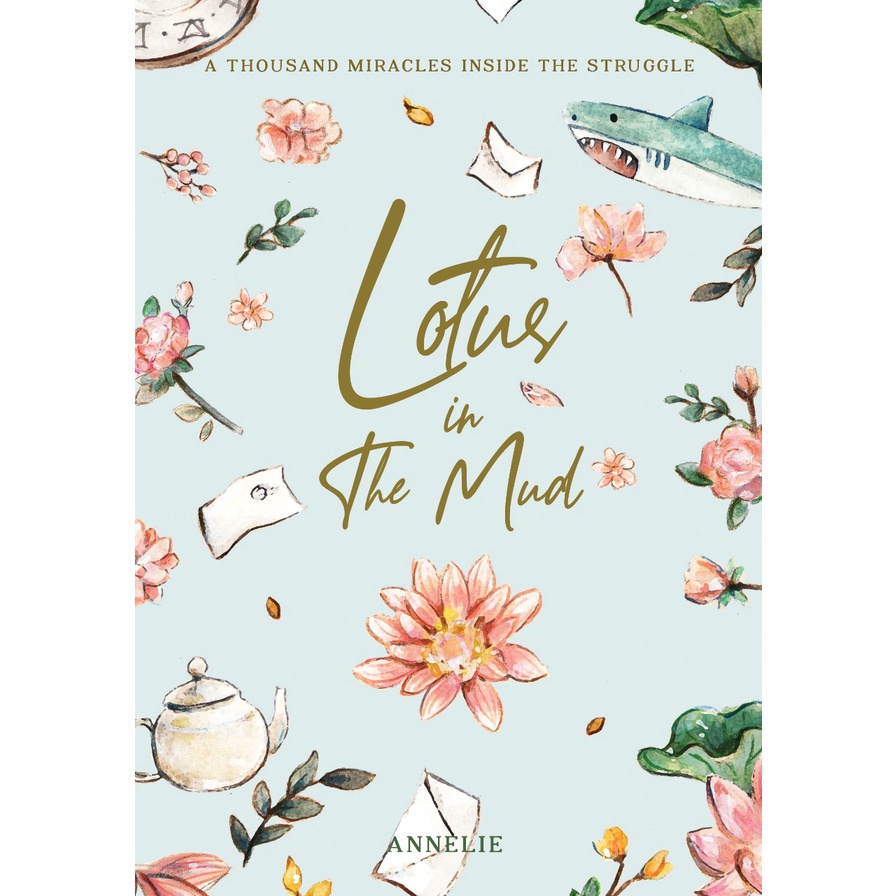 A THOUSAND MIRACLES INSIDE THE STRUGGLE
Lotus
in
The Mud
ANNELIE